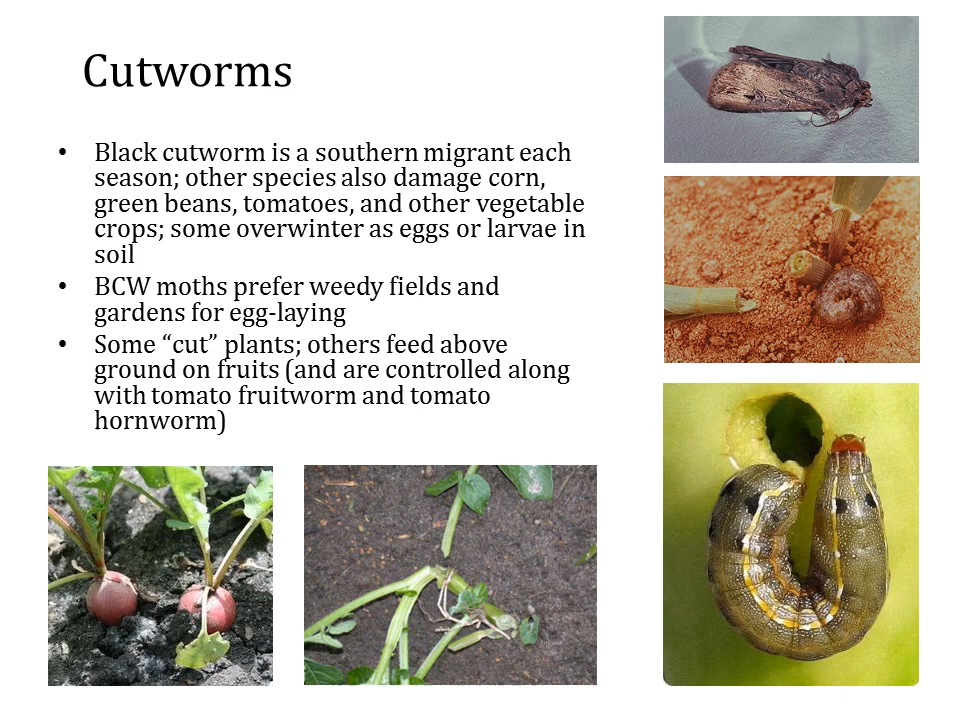 Cutworms
• Black cutworm is a southern migrant each
season; other species also damage corn,
green beans, tomatoes, and other vegetable
crops; some overwinter as eggs or larvae in
soil
• BCW moths prefer weedy fields and
gardens for egg-laying
• Some “cut” plants; others feed above
ground on fruits (and are controlled along
with tomato fruitworm and tomato
hornworm)